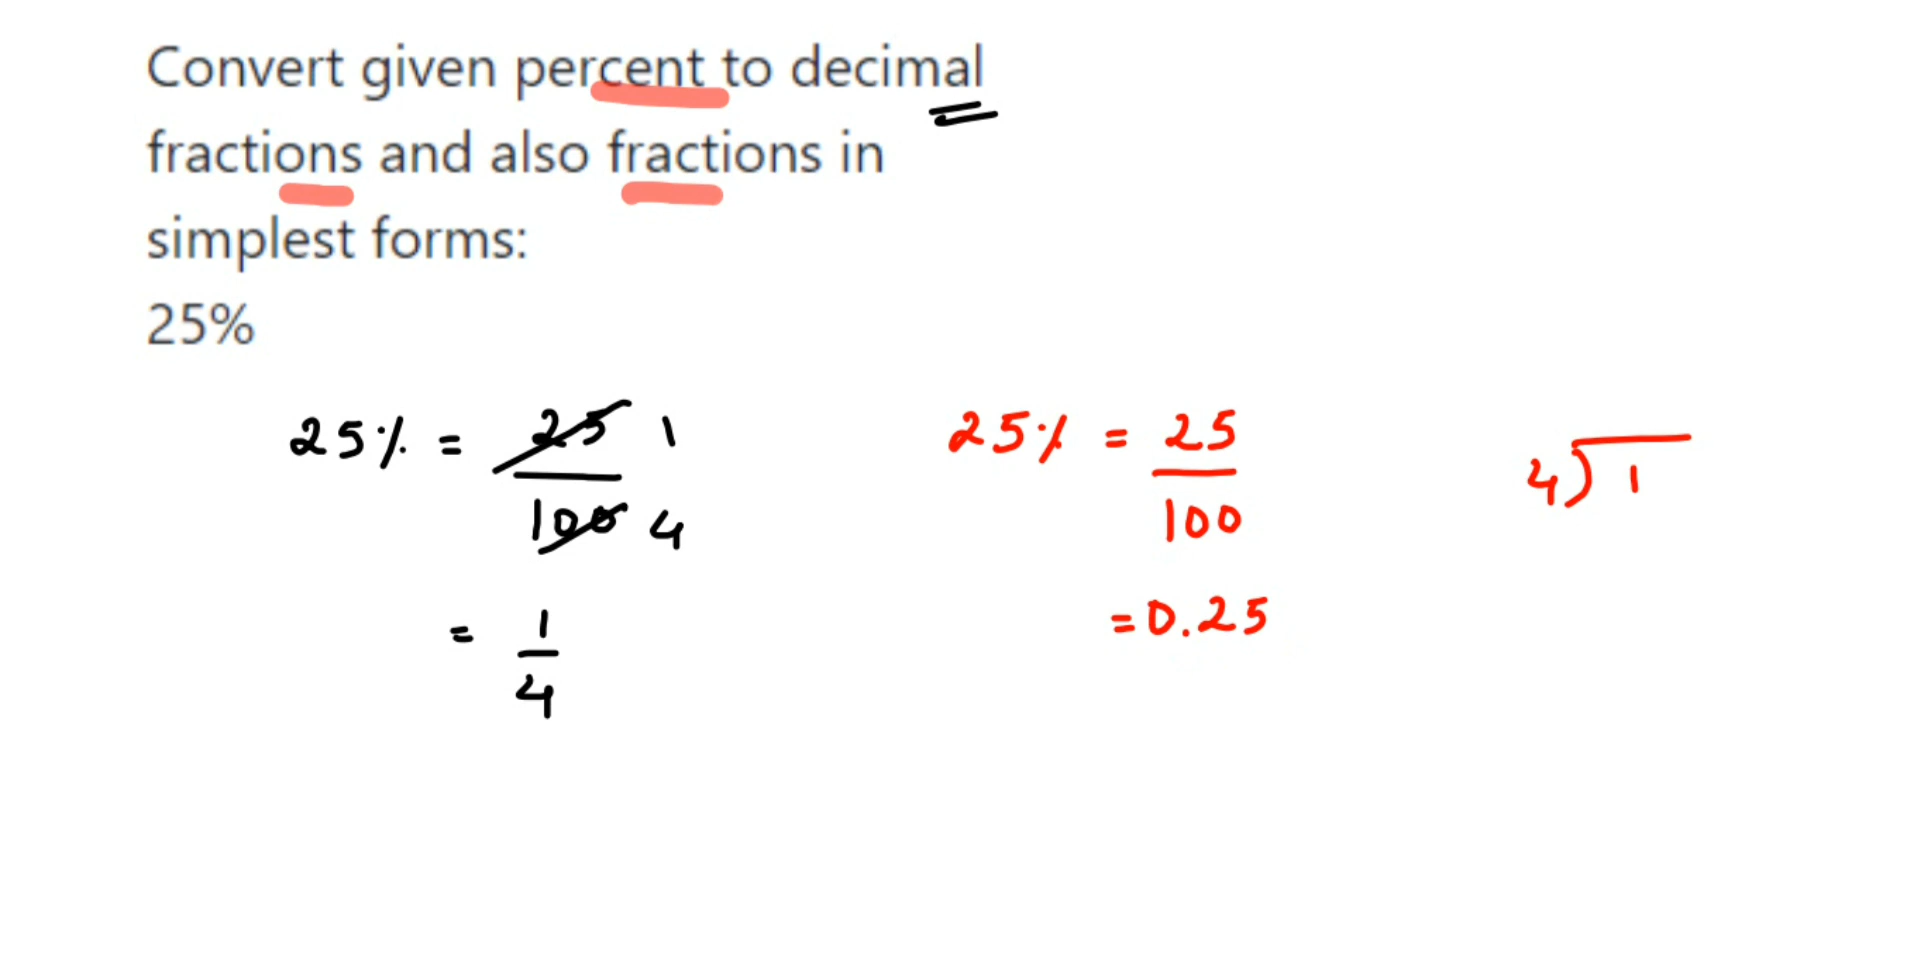 Convert given percent to decimal
fractions and also fractions in
simplest forms:
25%
25% = 25/100 1/4
= 1/4
25% = 25/100
= 0.25
4) 1